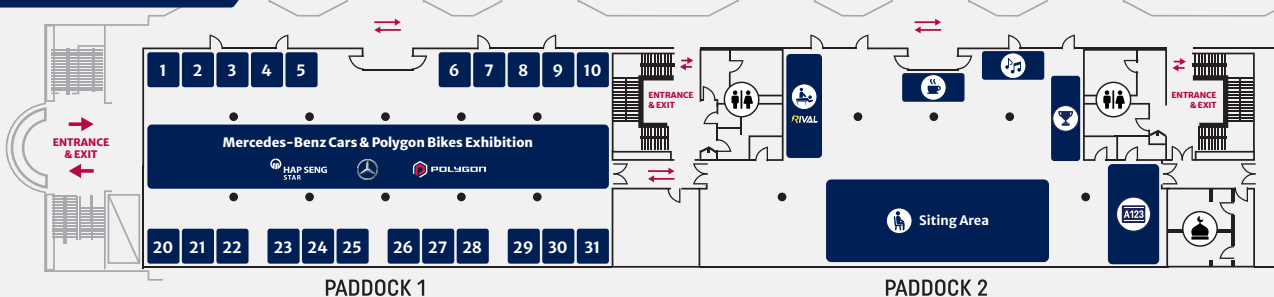 1 2 3 4 5 6 7 8 9 10
ENTRANCE
& EXIT
ENTRANCE
& EXIT
ENTRANCE
& EXIT
RIVAL
Mercedes-Benz Cars & Polygon Bikes Exhibition
HAP SENG
STAR
POLYGON
Siting Area
A123
20 21 22 23 24 25 26 27 28 29 30 31
PADDOCK 1
PADDOCK 2